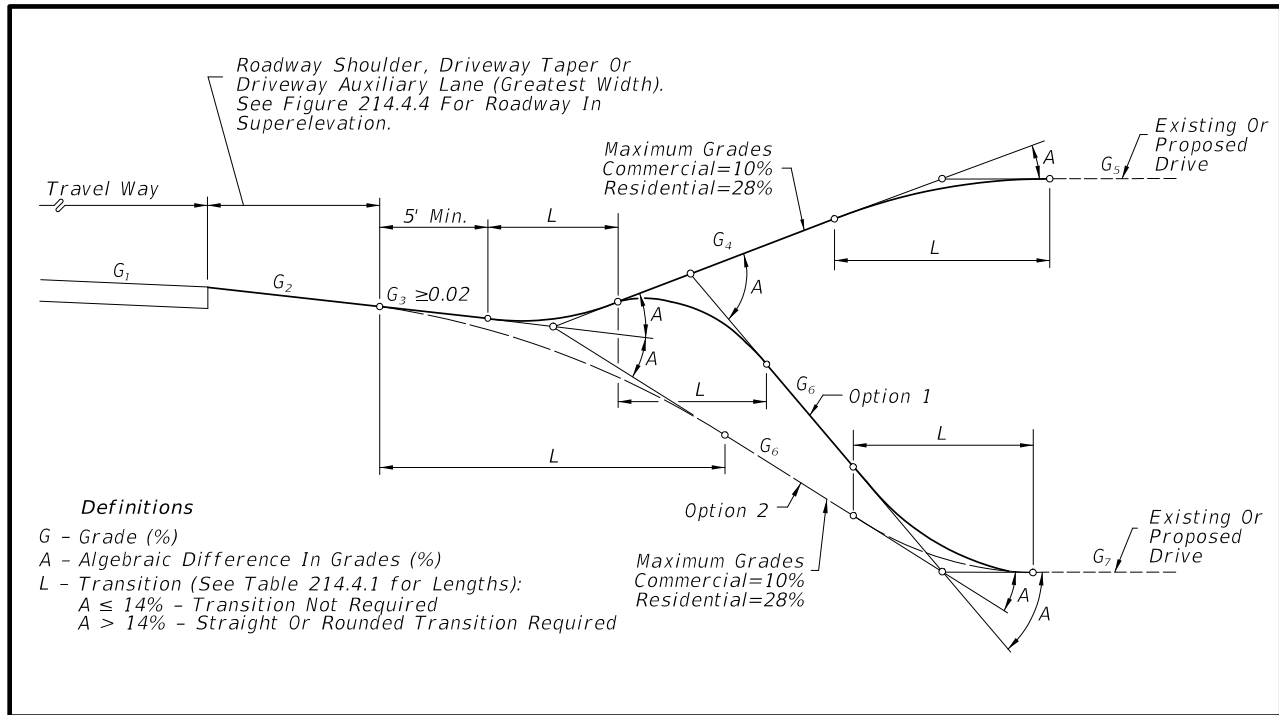 Roadway Shoulder, Driveway Taper Or
Driveway Auxiliary Lane (Greatest Width).
See Figure 214.4.4 For Roadway In
Superelevation.
Travel Way
5' Min.
L
Maximum Grades
Commercial=10%
Residential=28%
Existing Or
Proposed
Drive
A
G₅
G₁
G₂
G₃ ≥0.02
G₄
A
L
A
A
L
G₆
Option 1
L
L
G₆
Option 2
Maximum Grades
Commercial=10%
Residential=28%
Existing Or
Proposed
Drive
G₇
A
A
Definitions
G – Grade (%)
A – Algebraic Difference In Grades (%)
L – Transition (See Table 214.4.1 for Lengths):
A ≤ 14% – Transition Not Required
A > 14% – Straight Or Rounded Transition Required